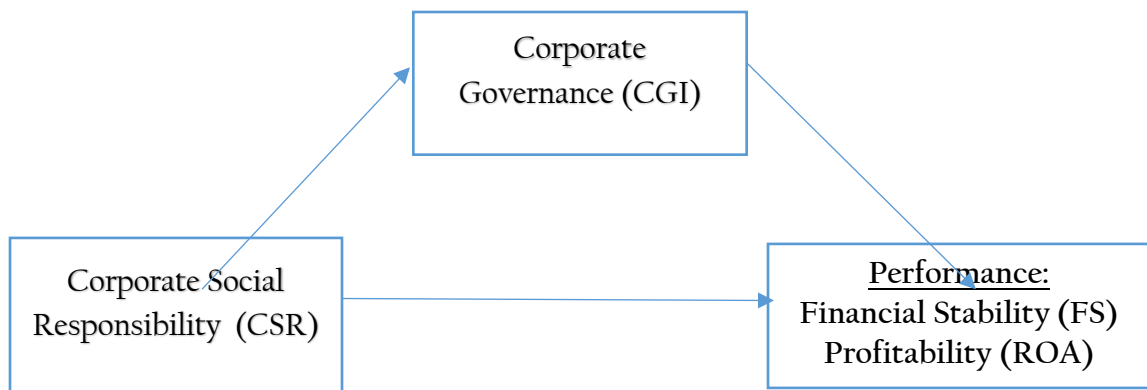 Corporate
Governance (CGI)
Corporate Social
Responsibility (CSR)
Performance:
Financial Stability (FS)
Profitability (ROA)